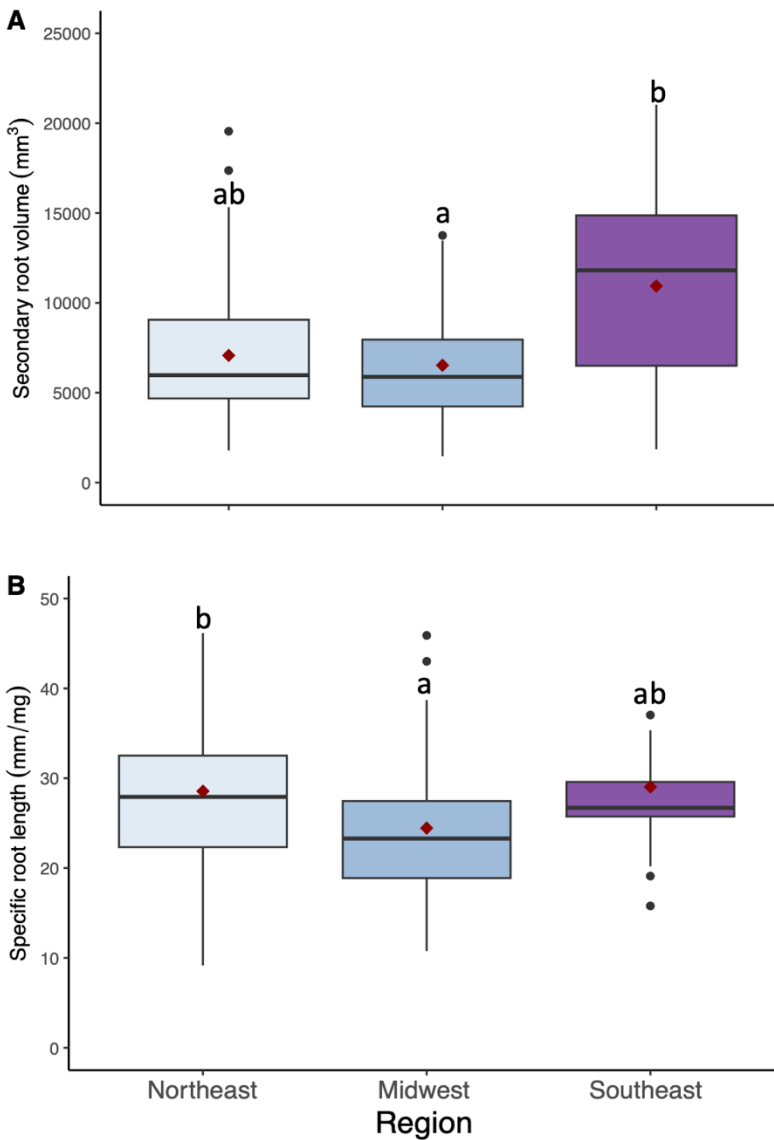 A
Secondary root volume (mm³)
25000
20000
15000
10000
5000
0
ab
a
b
B
Specific root length (mm/mg)
50
40
30
20
10
0
b
a
ab
Northeast Midwest Southeast
Region